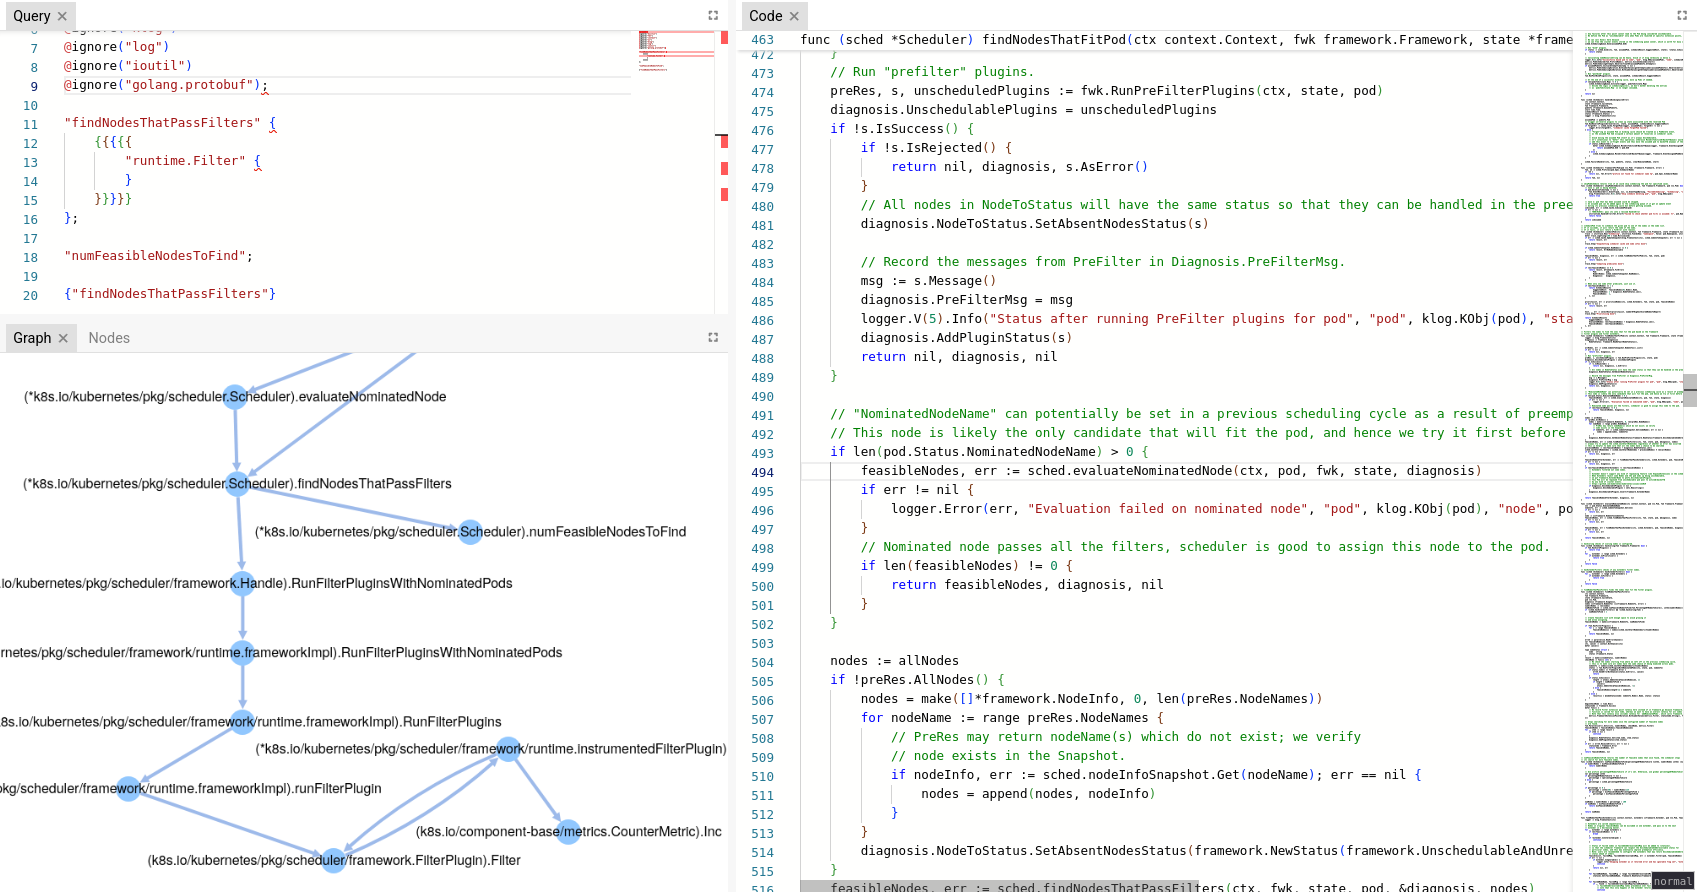 Query
7 @ignore("log")
8 @ignore("ioutil")
9 @ignore("golang.protobuf");
10
11 "findNodesThatPassFilters" {
12 {{{{{
13 "runtime.Filter" {
14 }
15 }}}}}
16 };
17
18 "numFeasibleNodesToFind";
19
20 {"findNodesThatPassFilters"}
Graph Nodes
(*k8s.io/kubernetes/pkg/scheduler.Scheduler).evaluateNominatedNode
(*k8s.io/kubernetes/pkg/scheduler.Scheduler).findNodesThatPassFilters
(*k8s.io/kubernetes/pkg/scheduler.Scheduler).numFeasibleNodesToFind
.io/kubernetes/pkg/scheduler/framework.Handle).RunFilterPluginsWithNominatedPods
rnetes/pkg/scheduler/framework/runtime.frameworkImpl).RunFilterPluginsWithNominatedPods
8s.io/kubernetes/pkg/scheduler/framework/runtime.frameworkImpl).RunFilterPlugins
(*k8s.io/kubernetes/pkg/scheduler/framework/runtime.instrumentedFilterPlugin)
kg/scheduler/framework/runtime.frameworkImpl).runFilterPlugin
(k8s.io/component-base/metrics.CounterMetric).Inc
(k8s.io/kubernetes/pkg/scheduler/framework.FilterPlugin).Filter
Code
463 func (sched *Scheduler) findNodesThatFitPod(ctx context.Context, fwk framework.Framework, state *frame
472 }
473 // Run "prefilter" plugins.
474 preRes, s, unscheduledPlugins := fwk.RunPreFilterPlugins(ctx, state, pod)
475 diagnosis.UnschedulablePlugins = unscheduledPlugins
476 if !s.IsSuccess() {
477 if !s.IsRejected() {
478 return nil, diagnosis, s.AsError()
479 }
480 // All nodes in NodeToStatus will have the same status so that they can be handled in the pree
481 diagnosis.NodeToStatus.SetAbsentNodesStatus(s)
482
483 // Record the messages from PreFilter in Diagnosis.PreFilterMsg.
484 msg := s.Message()
485 diagnosis.PreFilterMsg = msg
486 logger.V(5).Info("Status after running PreFilter plugins for pod", "pod", klog.KObj(pod), "sta
487 diagnosis.AddPluginStatus(s)
488 return nil, diagnosis, nil
489 }
490
491 // "NominatedNodeName" can potentially be set in a previous scheduling cycle as a result of preemp
492 // This node is likely the only candidate that will fit the pod, and hence we try it first before
493 if len(pod.Status.NominatedNodeName) > 0 {
494 feasibleNodes, err := sched.evaluateNominatedNode(ctx, pod, fwk, state, diagnosis)
495 if err != nil {
496 logger.Error(err, "Evaluation failed on nominated node", "pod", klog.KObj(pod), "node", po
497 }
498 // Nominated node passes all the filters, scheduler is good to assign this node to the pod.
499 if len(feasibleNodes) != 0 {
500 return feasibleNodes, diagnosis, nil
501 }
502 }
503
504 nodes := allNodes
505 if !preRes.AllNodes() {
506 nodes = make([]*framework.NodeInfo, 0, len(preRes.NodeNames))
507 for nodeName := range preRes.NodeNames {
508 // PreRes may return nodeName(s) which do not exist; we verify
509 // node exists in the Snapshot.
510 if nodeInfo, err := sched.nodeInfoSnapshot.Get(nodeName); err == nil {
511 nodes = append(nodes, nodeInfo)
512 }
513 }
514 diagnosis.NodeToStatus.SetAbsentNodesStatus(framework.NewStatus(framework.UnschedulableAndUnre
515 }
516 feasibleNodes, err := sched.findNodesThatPassFilters(ctx, fwk, state, pod, &diagnosis, nodes)
normal